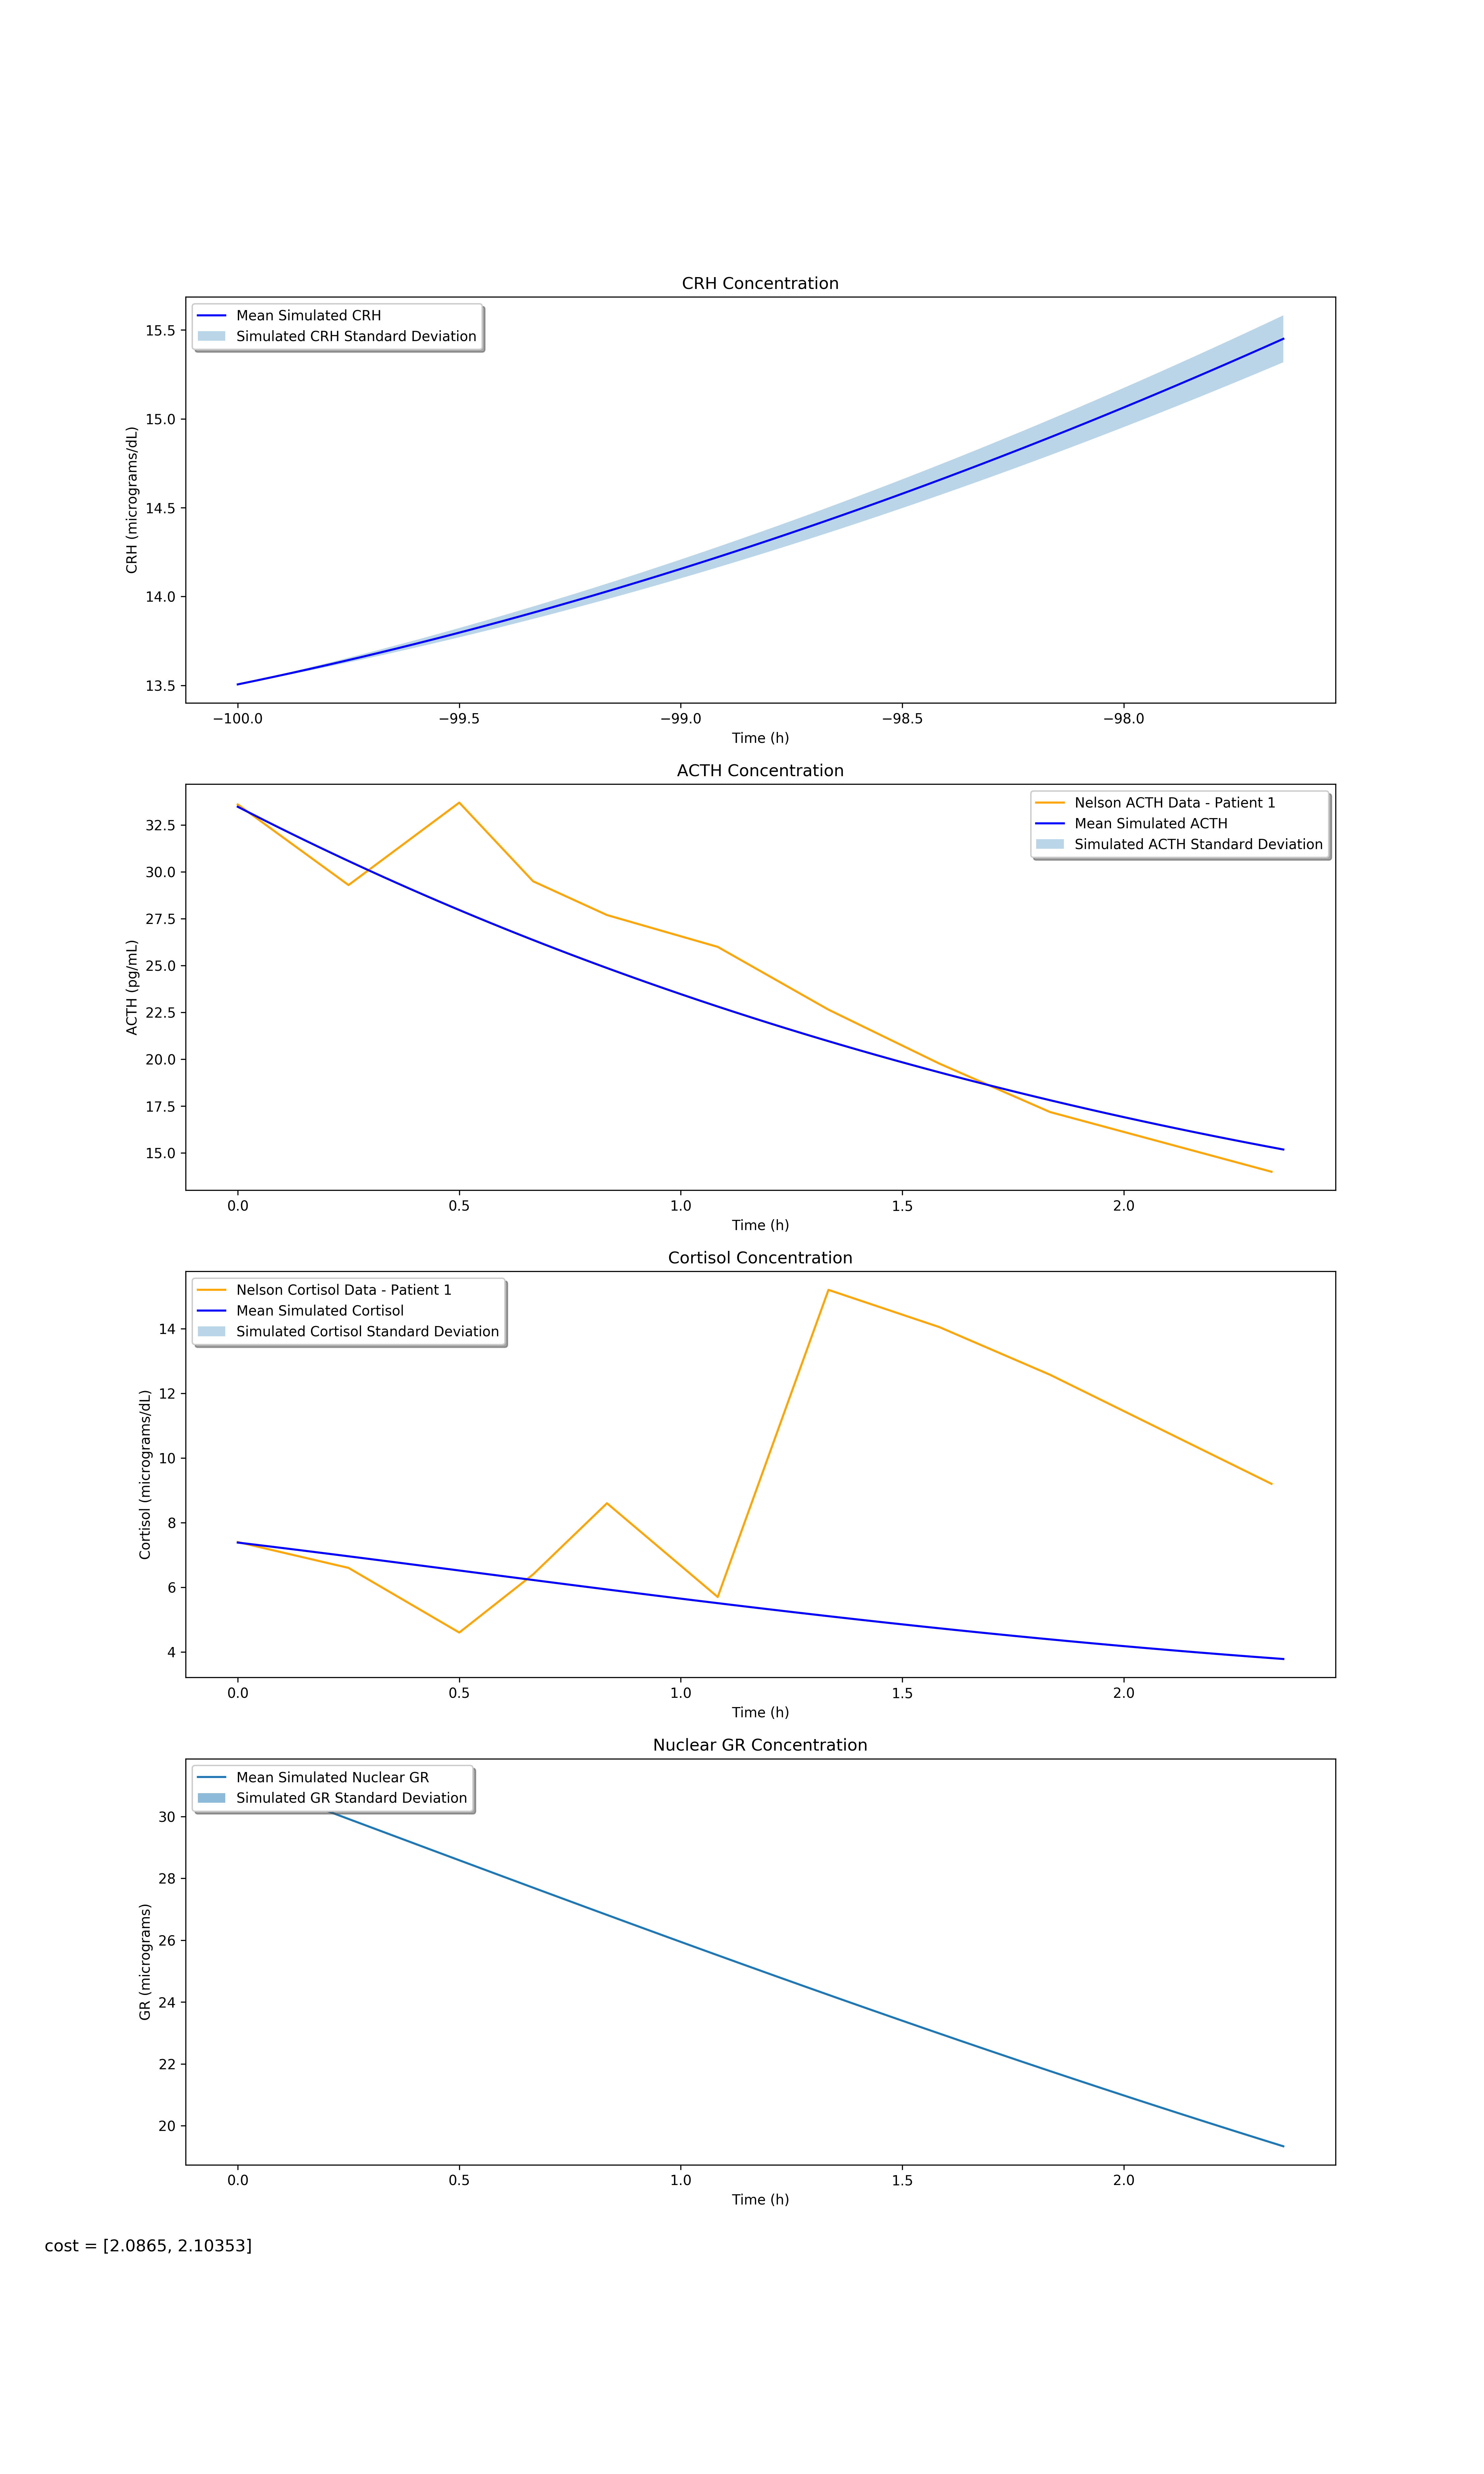 CRH Concentration
Mean Simulated CRH
Simulated CRH Standard Deviation
CRH (micrograms/dL)
15.5
15.0
14.5
14.0
13.5
−100.0 −99.5 −99.0 −98.5 −98.0
Time (h)
ACTH Concentration
Nelson ACTH Data - Patient 1
Mean Simulated ACTH
Simulated ACTH Standard Deviation
ACTH (pg/mL)
32.5
30.0
27.5
25.0
22.5
20.0
17.5
15.0
0.0 0.5 1.0 1.5 2.0
Time (h)
Cortisol Concentration
Nelson Cortisol Data - Patient 1
Mean Simulated Cortisol
Simulated Cortisol Standard Deviation
Cortisol (micrograms/dL)
14
12
10
8
6
4
0.0 0.5 1.0 1.5 2.0
Time (h)
Nuclear GR Concentration
Mean Simulated Nuclear GR
Simulated GR Standard Deviation
GR (micrograms)
30
28
26
24
22
20
0.0 0.5 1.0 1.5 2.0
Time (h)
cost = [2.0865, 2.10353]